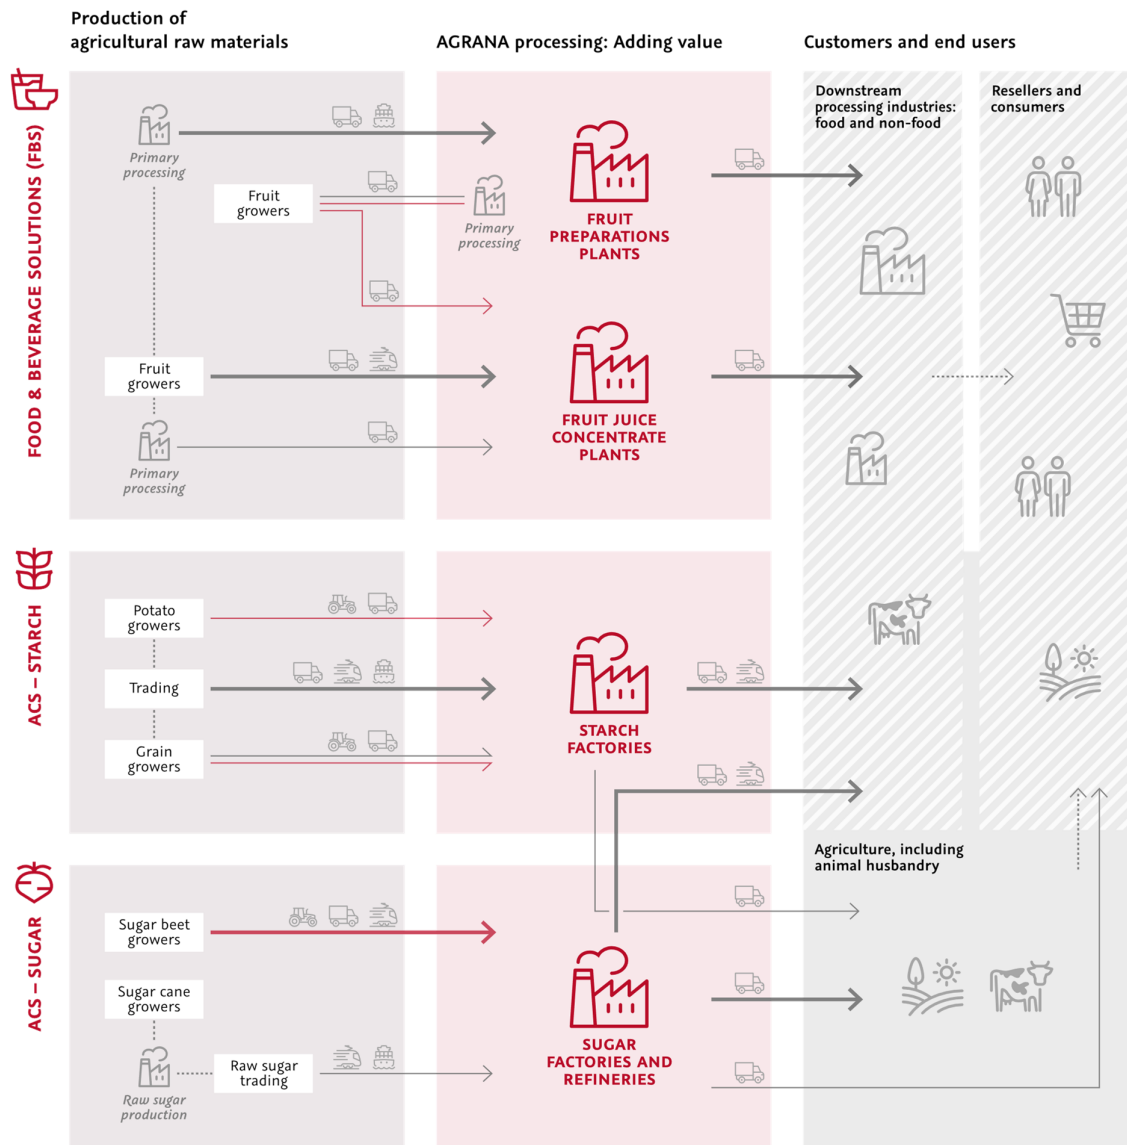 Production of
agricultural raw materials
AGRANA processing: Adding value
Customers and end users
FOOD & BEVERAGE SOLUTIONS (FBS)
Primary
processing
Fruit
growers
Primary
processing
FRUIT
PREPARATIONS
PLANTS
Downstream
processing industries:
food and non-food
Resellers and
consumers
Fruit
growers
Primary
processing
FRUIT JUICE
CONCENTRATE
PLANTS
ACS – STARCH
Potato
growers
Trading
Grain
growers
STARCH
FACTORIES
Agriculture, including
animal husbandry
ACS – SUGAR
Sugar beet
growers
Sugar cane
growers
Raw sugar
production
Raw sugar
trading
SUGAR
FACTORIES AND
REFINERIES